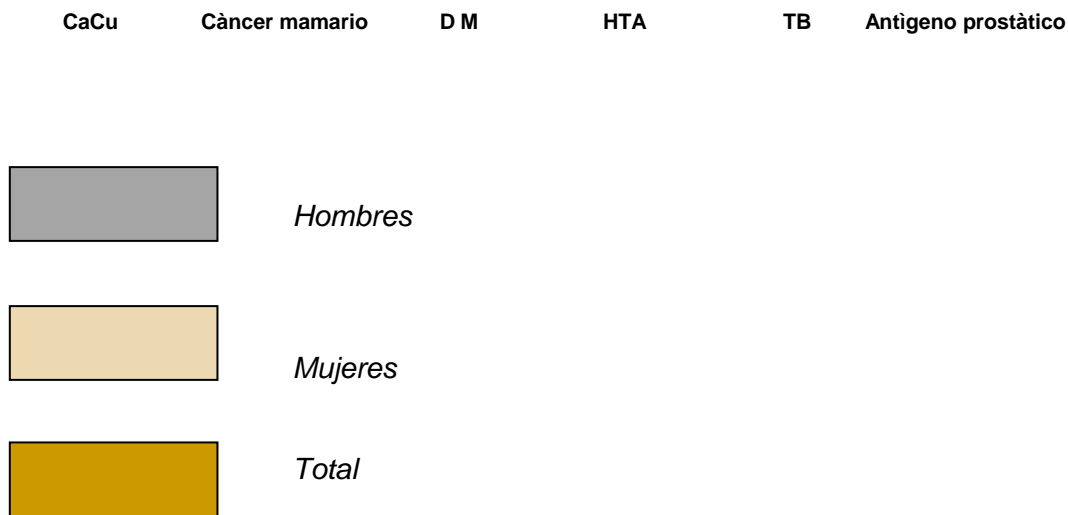 CaCu Càncer mamario D M HTA TB Antìgeno prostàtico
Hombres
Mujeres
Total